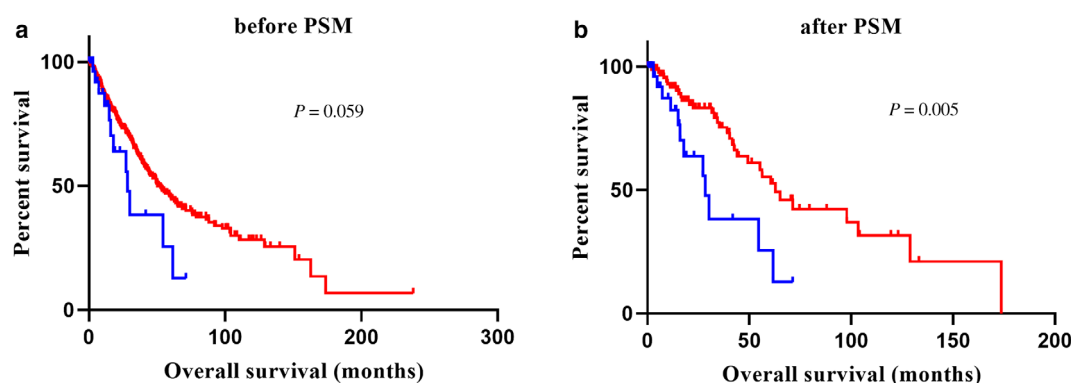 a
before PSM
Percent survival
100
50
0
P = 0.059
0
100
200
300
Overall survival (months)
b
after PSM
Percent survival
100
50
0
P = 0.005
0
50
100
150
200
Overall survival (months)